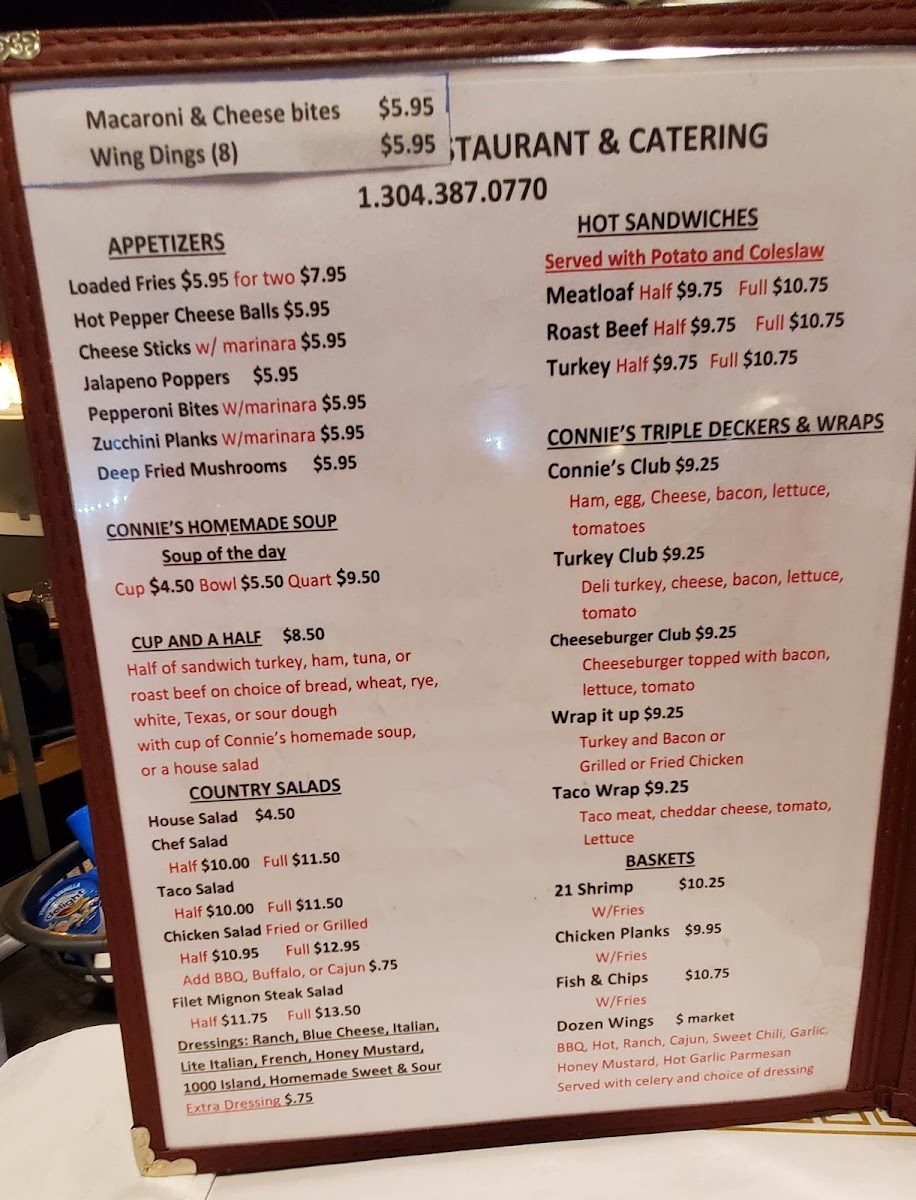 Macaroni & Cheese bites $5.95
Wing Dings (8) $5.95
STAURANT & CATERING
1.304.387.0770
APPETIZERS
Loaded Fries $5.95 for two $7.95
Hot Pepper Cheese Balls $5.95
Cheese Sticks w/ marinara $5.95
Jalapeno Poppers $5.95
Pepperoni Bites w/marinara $5.95
Zucchini Planks w/marinara $5.95
Deep Fried Mushrooms $5.95
CONNIE'S HOMEMADE SOUP
Soup of the day
Cup $4.50 Bowl $5.50 Quart $9.50
CUP AND A HALF $8.50
Half of sandwich turkey, ham, tuna, or
roast beef on choice of bread, wheat, rye,
white, Texas, or sour dough
with cup of Connie's homemade soup,
or a house salad
COUNTRY SALADS
House Salad $4.50
Chef Salad
Half $10.00 Full $11.50
Taco Salad
Half $10.00 Full $11.50
Chicken Salad Fried or Grilled
Half $10.95 Full $12.95
Add BBQ, Buffalo, or Cajun $.75
Filet Mignon Steak Salad
Half $11.75 Full $13.50
Dressings: Ranch, Blue Cheese, Italian,
Lite Italian, French, Honey Mustard,
1000 Island, Homemade Sweet & Sour
Extra Dressing $.75
HOT SANDWICHES
Served with Potato and Coleslaw
Meatloaf Half $9.75 Full $10.75
Roast Beef Half $9.75 Full $10.75
Turkey Half $9.75 Full $10.75
CONNIE'S TRIPLE DECKERS & WRAPS
Connie's Club $9.25
Ham, egg, Cheese, bacon, lettuce,
tomatoes
Turkey Club $9.25
Deli turkey, cheese, bacon, lettuce,
tomato
Cheeseburger Club $9.25
Cheeseburger topped with bacon,
lettuce, tomato
Wrap it up $9.25
Turkey and Bacon or
Grilled or Fried Chicken
Taco Wrap $9.25
Taco meat, cheddar cheese, tomato,
Lettuce
BASKETS
21 Shrimp $10.25
W/Fries
Chicken Planks $9.95
W/Fries
Fish & Chips $10.75
W/Fries
Dozen Wings $ market
BBQ, Hot, Ranch, Cajun, Sweet Chili, Garlic,
Honey Mustard, Hot Garlic Parmesan
Served with celery and choice of dressing
delight